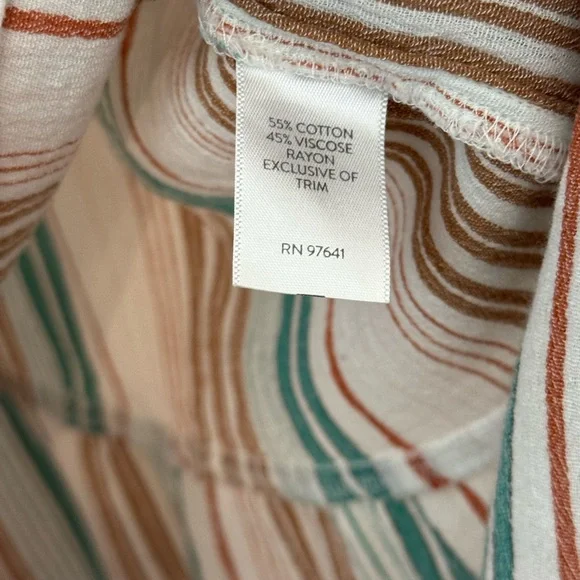 55% COTTON
45% VISCOSE
RAYON
EXCLUSIVE OF
TRIM
RN 97641